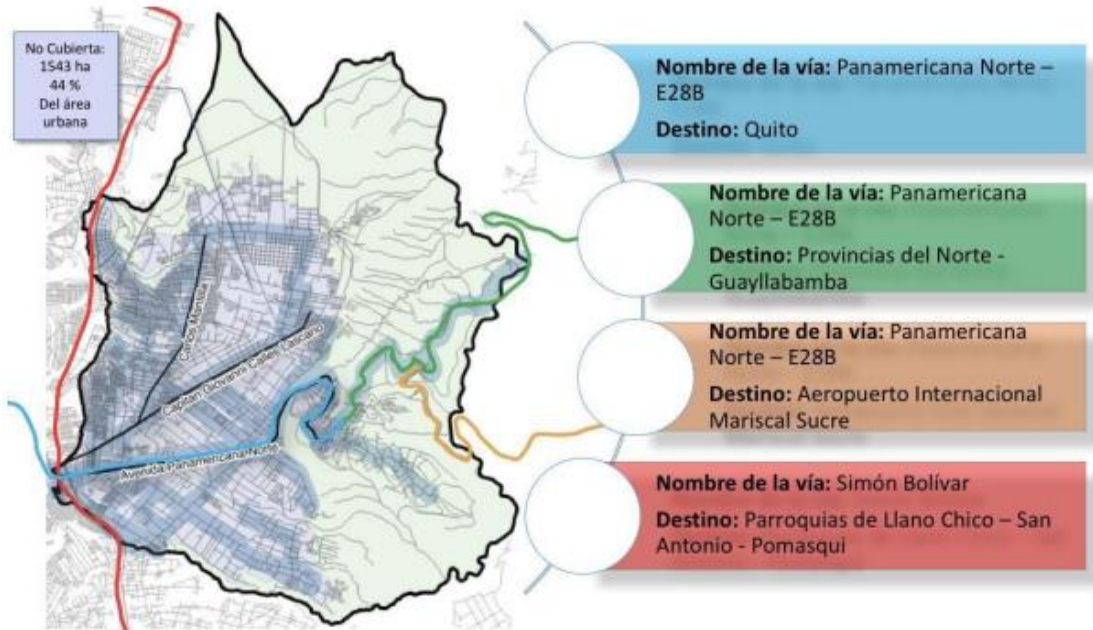 No Cubierta:
1543 ha
44 %
Del área
urbana
Carlos Mantilla
Capitán Giovanni Calles Lascano
Avenida Panamericana Norte
Nombre de la vía: Panamericana Norte –
E28B
Destino: Quito
Nombre de la vía: Panamericana
Norte – E28B
Destino: Provincias del Norte -
Guayllabamba
Nombre de la vía: Panamericana
Norte – E28B
Destino: Aeropuerto Internacional
Mariscal Sucre
Nombre de la vía: Simón Bolívar
Destino: Parroquias de Llano Chico – San
Antonio - Pomasqui